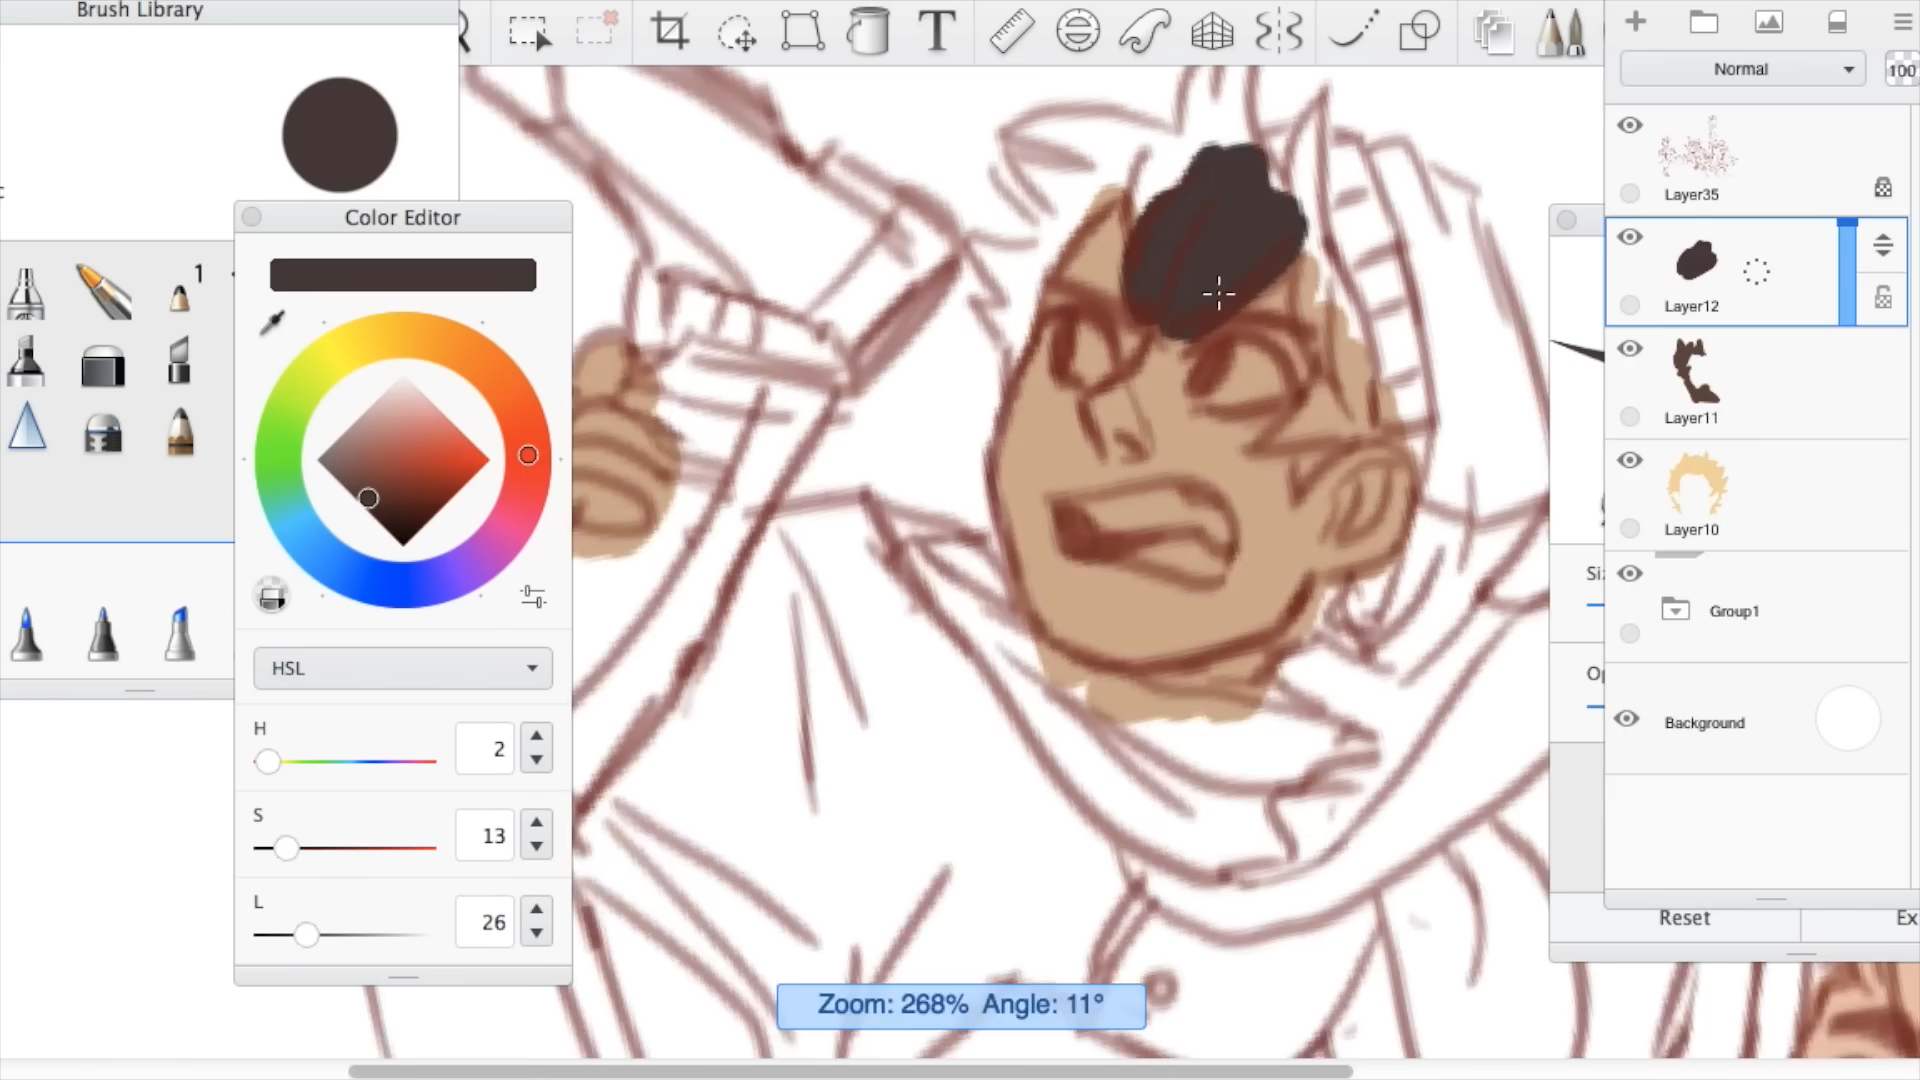 Brush Library
T
Normal
100
Layer35
Layer12
Layer11
Layer10
Group1
Background
Reset
Ex
1
Color Editor
HSL
H
2
S
13
L
26
Zoom: 268% Angle: 11°